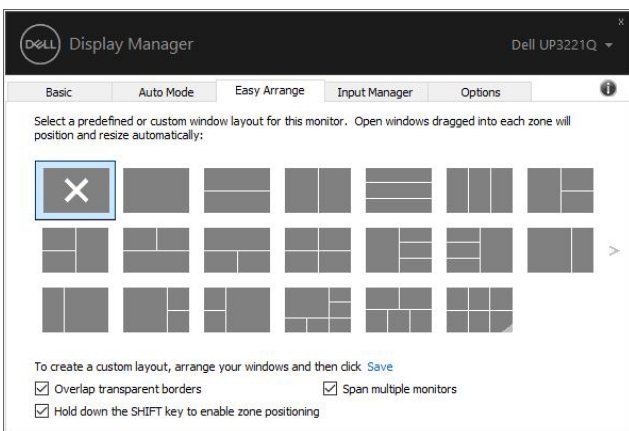 x
DELL Display Manager Dell UP3221Q
Basic Auto Mode Easy Arrange Input Manager Options
Select a predefined or custom window layout for this monitor. Open windows dragged into each zone will
position and resize automatically:
To create a custom layout, arrange your windows and then click Save
Overlap transparent borders Span multiple monitors
Hold down the SHIFT key to enable zone positioning